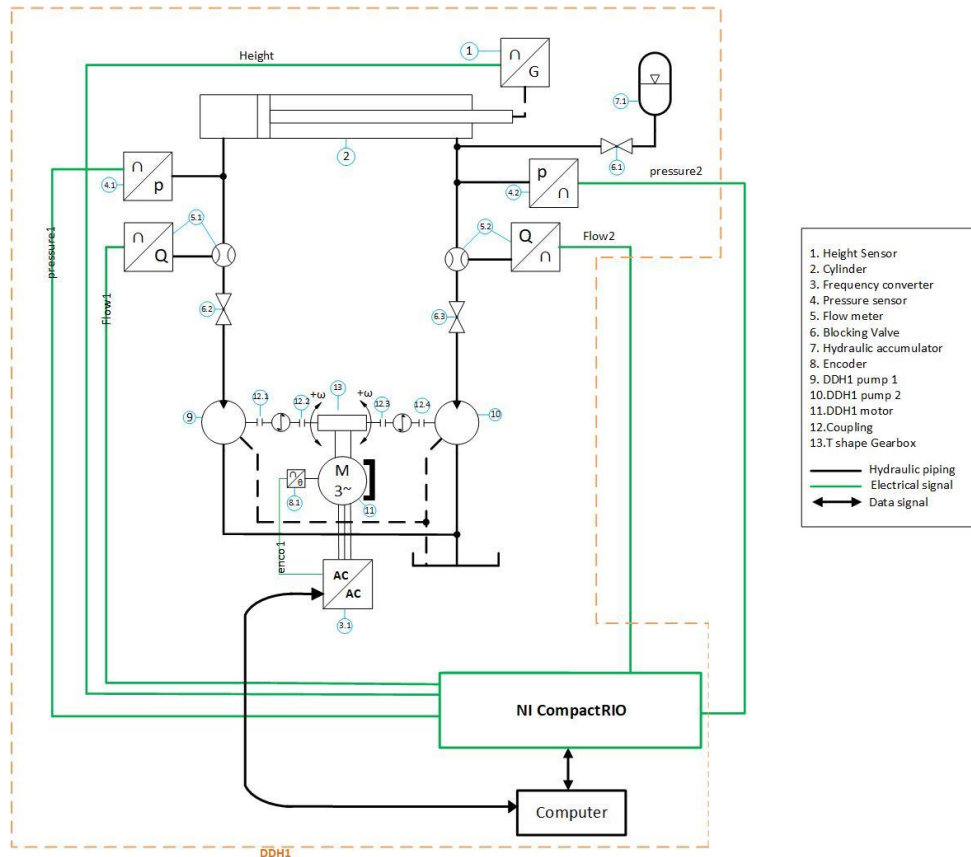 Height
1
∩
G
7.1
2
6.1
∩
p
4.1
p
∩
4.2
pressure2
pressure1
5.1
∩
Q
5.2
Q
∩
Flow2
Flow1
6.2
6.3
1. Height Sensor
2. Cylinder
3. Frequency converter
4. Pressure sensor
5. Flow meter
6. Blocking Valve
7. Hydraulic accumulator
8. Encoder
9. DDH1 pump 1
10.DDH1 pump 2
11.DDH1 motor
12.Coupling
13.T shape Gearbox
Hydraulic piping
Electrical signal
Data signal
9
12.1
12.2
+ω
13
+ω
12.3
12.4
10
M
3~
∩
θ
8.1
11
enco1
AC
AC
3.1
NI CompactRIO
Computer
DDH1